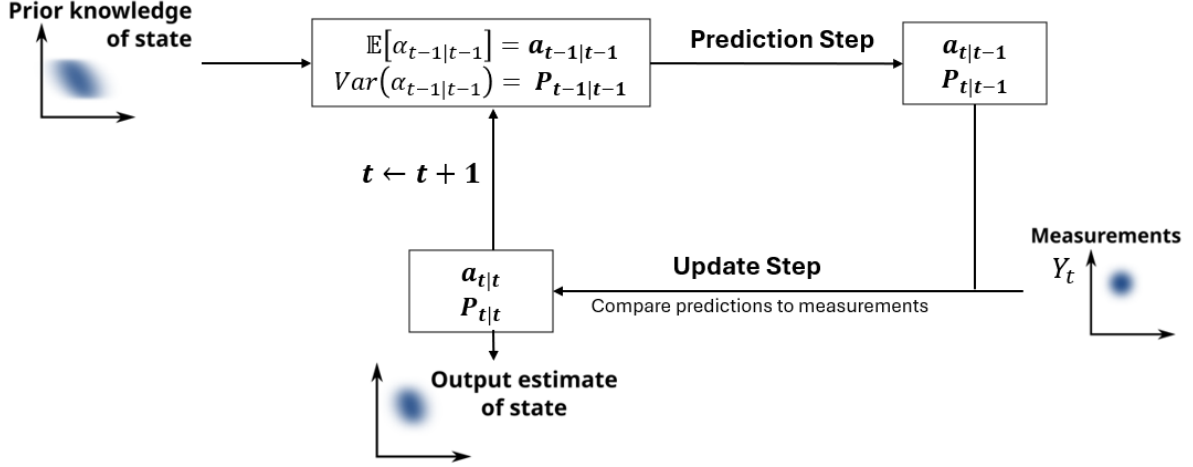 Prior knowledge
of state
𝔼[α_{t−1|t−1}] = a_{t−1|t−1}
Var(α_{t−1|t−1}) = P_{t−1|t−1}
Prediction Step
a_{t|t−1}
P_{t|t−1}
t ← t + 1
Measurements
Y_t
Update Step
Compare predictions to measurements
a_{t|t}
P_{t|t}
Output estimate
of state